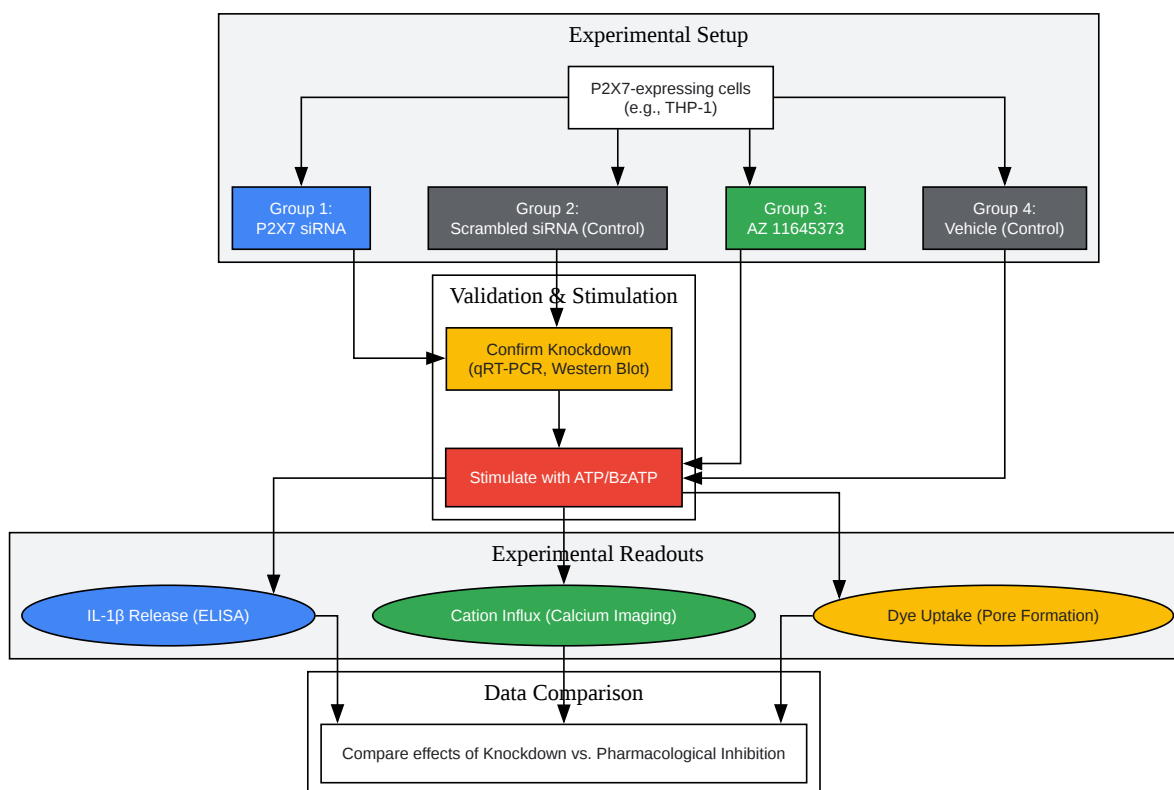 Experimental Setup
P2X7-expressing cells
(e.g., THP-1)
Group 1:
P2X7 siRNA
Group 2:
Scrambled siRNA (Control)
Group 3:
AZ 11645373
Group 4:
Vehicle (Control)
Validation & Stimulation
Confirm Knockdown
(qRT-PCR, Western Blot)
Stimulate with ATP/BzATP
Experimental Readouts
IL-1β Release (ELISA)
Cation Influx (Calcium Imaging)
Dye Uptake (Pore Formation)
Data Comparison
Compare effects of Knockdown vs. Pharmacological Inhibition